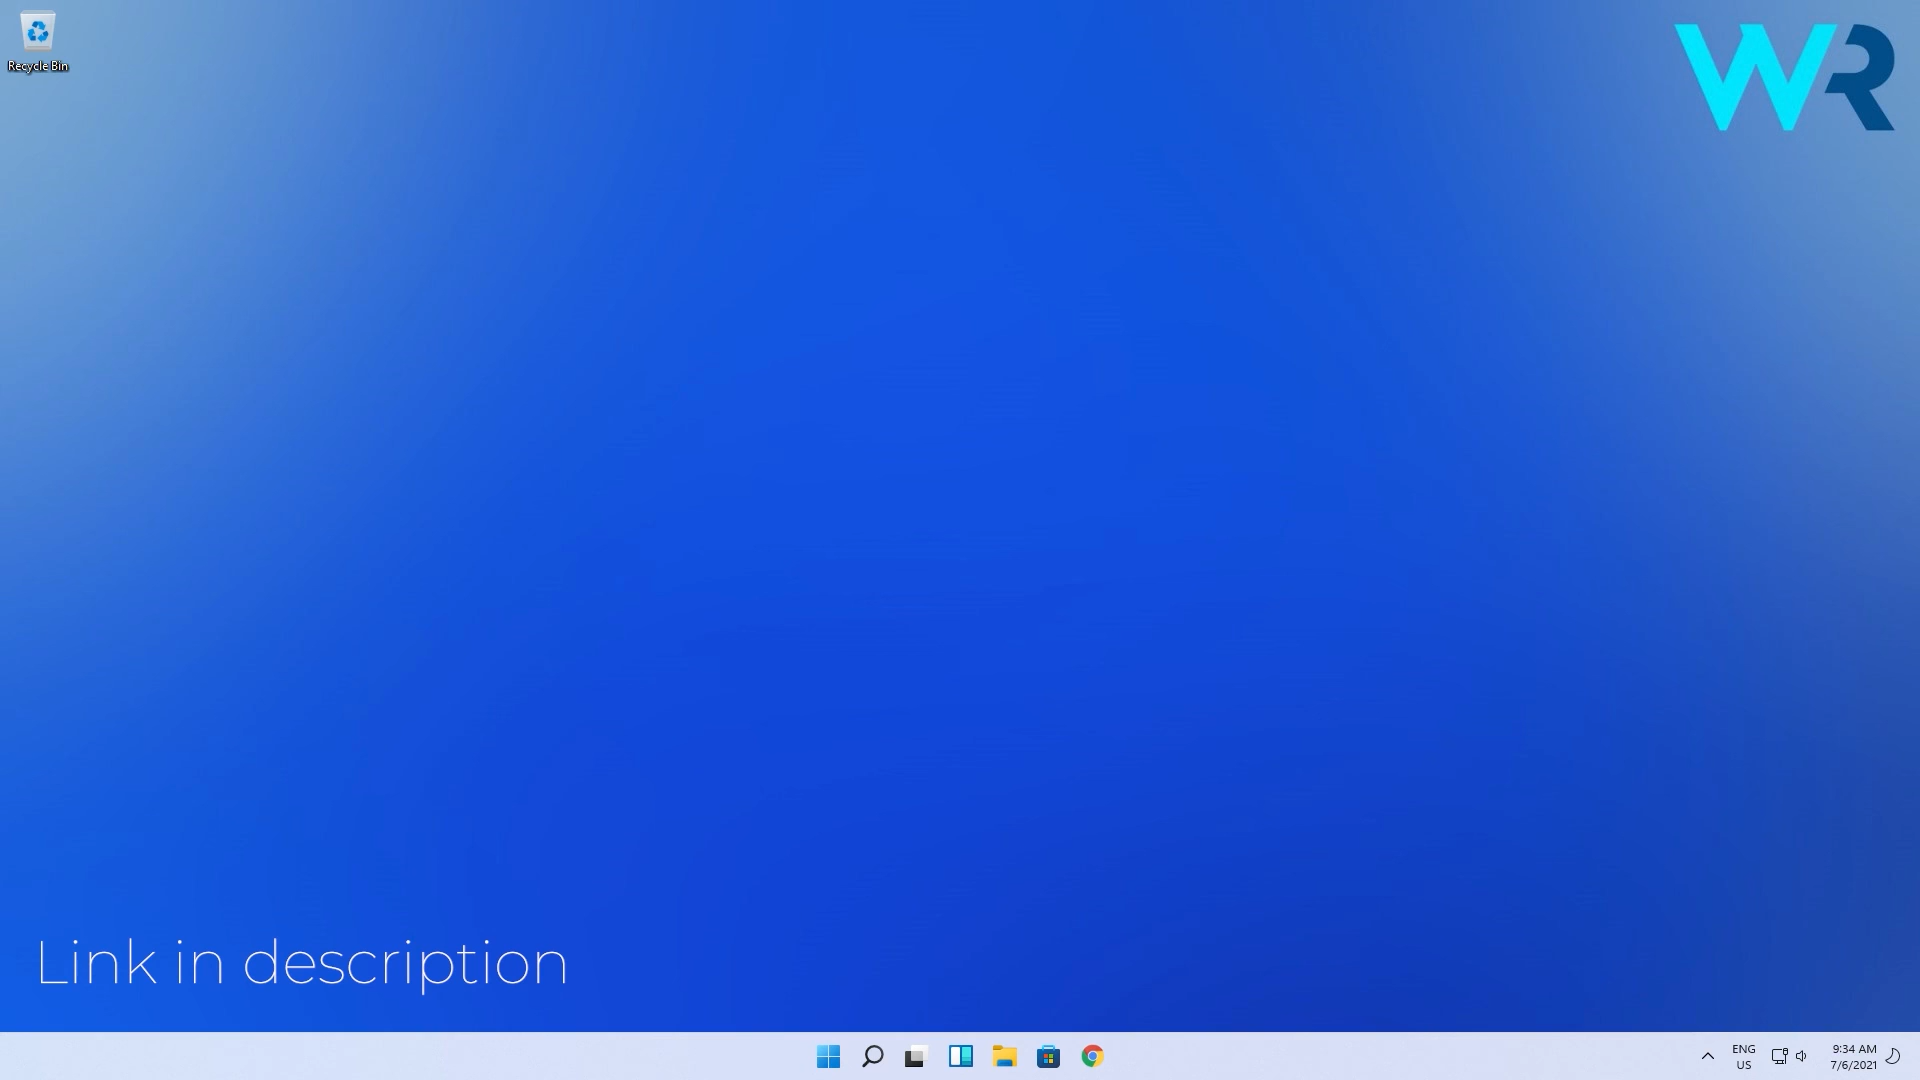 Recycle Bin
WR
Link in description
ENG
US
9:34 AM
7/6/2021